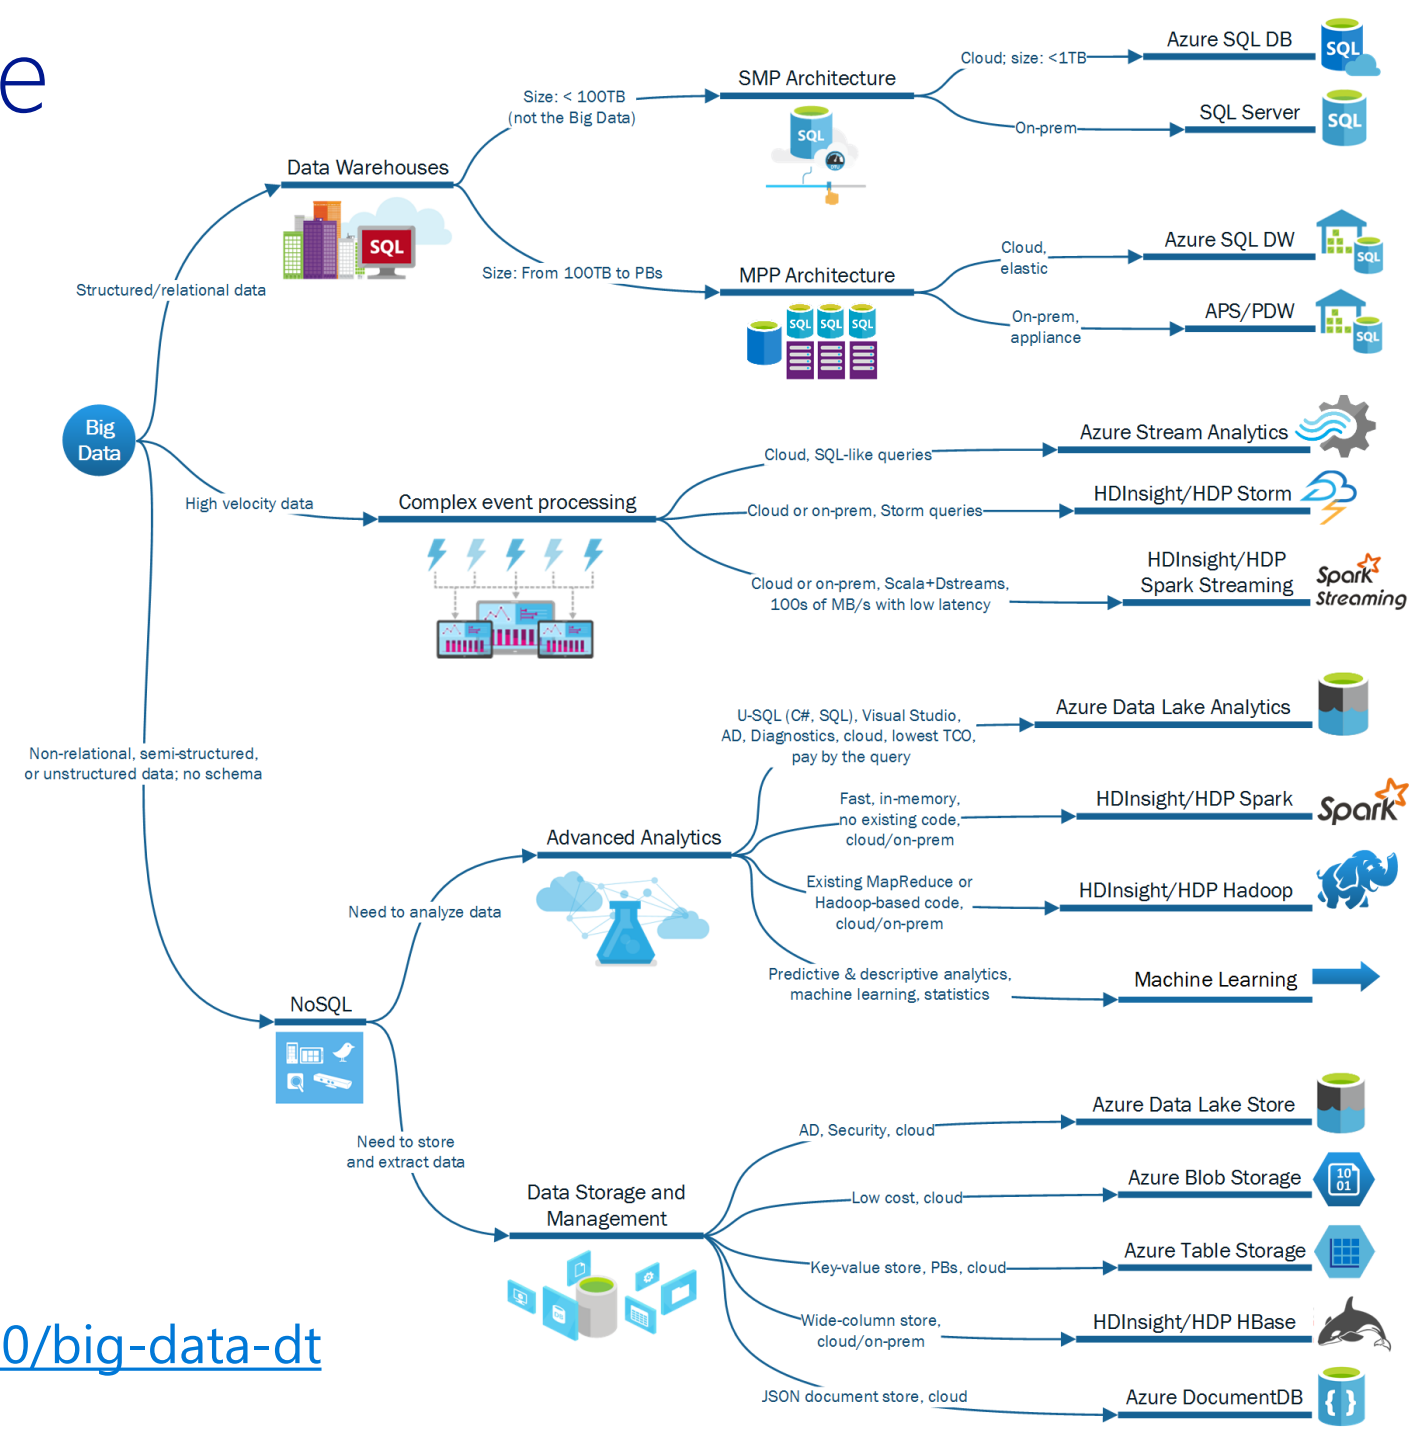 e
Azure SQL DB
SQL
Cloud; size: <1TB
SMP Architecture
Size: < 100TB
(not the Big Data)
SQL Server
SQL
On-prem
SQL
Data Warehouses
SQL
Structured/relational data
Size: From 100TB to PBs
MPP Architecture
SQL SQL SQL
Cloud,
elastic
Azure SQL DW
SQL
On-prem,
appliance
APS/PDW
SQL
Big
Data
High velocity data
Complex event processing
Cloud, SQL-like queries
Azure Stream Analytics
Cloud or on-prem, Storm queries
HDInsight/HDP Storm
Cloud or on-prem, Scala+Dstreams,
100s of MB/s with low latency
HDInsight/HDP
Spark Streaming
Spark
Streaming
Non-relational, semi-structured,
or unstructured data; no schema
NoSQL
Need to analyze data
Advanced Analytics
U-SQL (C#, SQL), Visual Studio,
AD, Diagnostics, cloud, lowest TCO,
pay by the query
Azure Data Lake Analytics
Fast, in-memory,
no existing code,
cloud/on-prem
HDInsight/HDP Spark
Spark
Existing MapReduce or
Hadoop-based code,
cloud/on-prem
HDInsight/HDP Hadoop
Predictive & descriptive analytics,
machine learning, statistics
Machine Learning
Need to store
and extract data
Data Storage and
Management
AD, Security, cloud
Azure Data Lake Store
Low cost, cloud
Azure Blob Storage
10
01
Key-value store, PBs, cloud
Azure Table Storage
Wide-column store,
cloud/on-prem
HDInsight/HDP HBase
JSON document store, cloud
Azure DocumentDB
{ }
0/big-data-dt